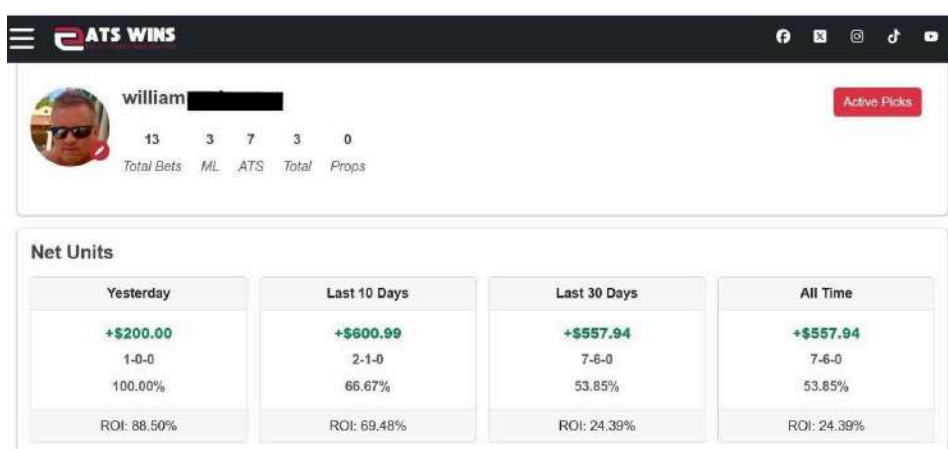 ATS WINS
william
Active Picks
13 3 7 3 0
Total Bets ML ATS Total Props
Net Units
Yesterday Last 10 Days Last 30 Days All Time
+$200.00 +$600.99 +$557.94 +$557.94
1-0-0 2-1-0 7-6-0 7-6-0
100.00% 66.67% 53.85% 53.85%
ROI: 88.50% ROI: 69.48% ROI: 24.39% ROI: 24.39%